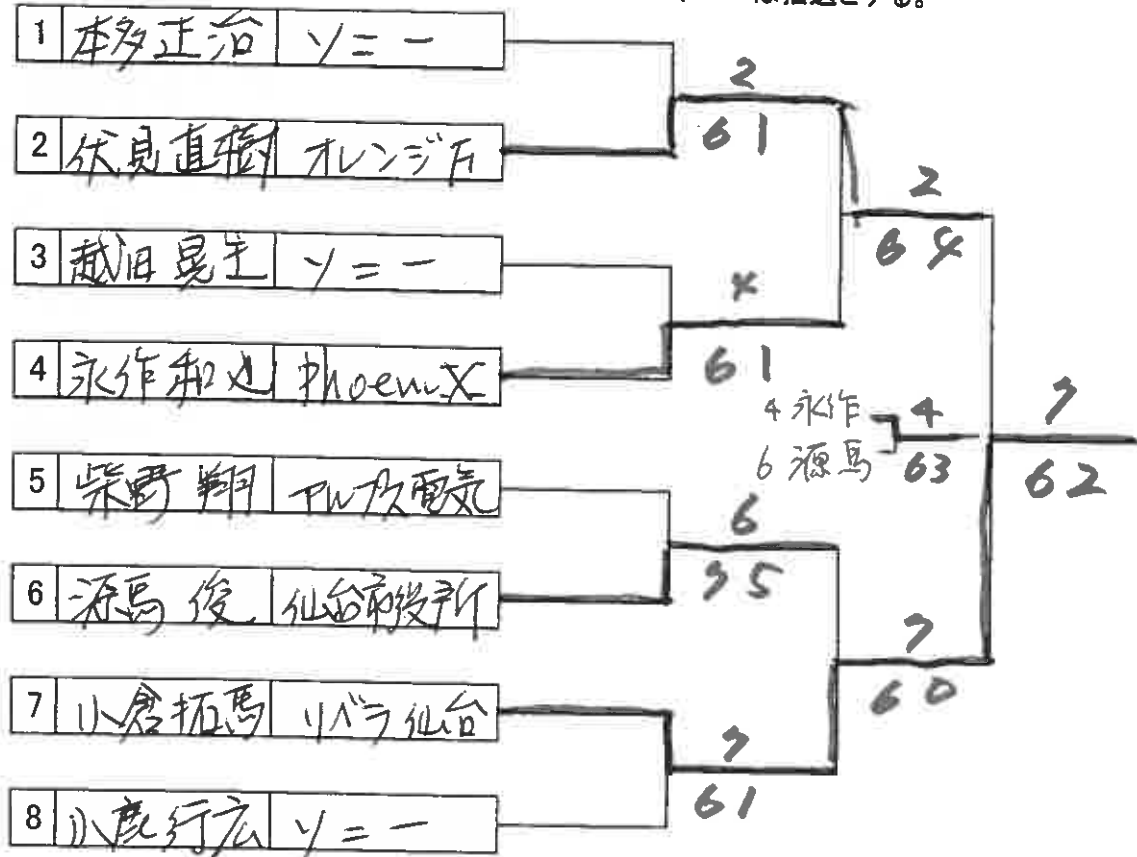 は抽選とする。
1 本多正治 ソニー
2 伏見直樹 オレンジ万
2
61
3 越旧晃生 ソニー
2
64
4 永作和也 Phoenix
4
61
4 永作
6 源馬
4
63
7
62
5 柴野翔 アルプス電気
6
75
6 源馬俊 仙台市役所
7
60
7 小倉拓馬 リベラ仙台
7
61
8 小鹿行広 ソニー